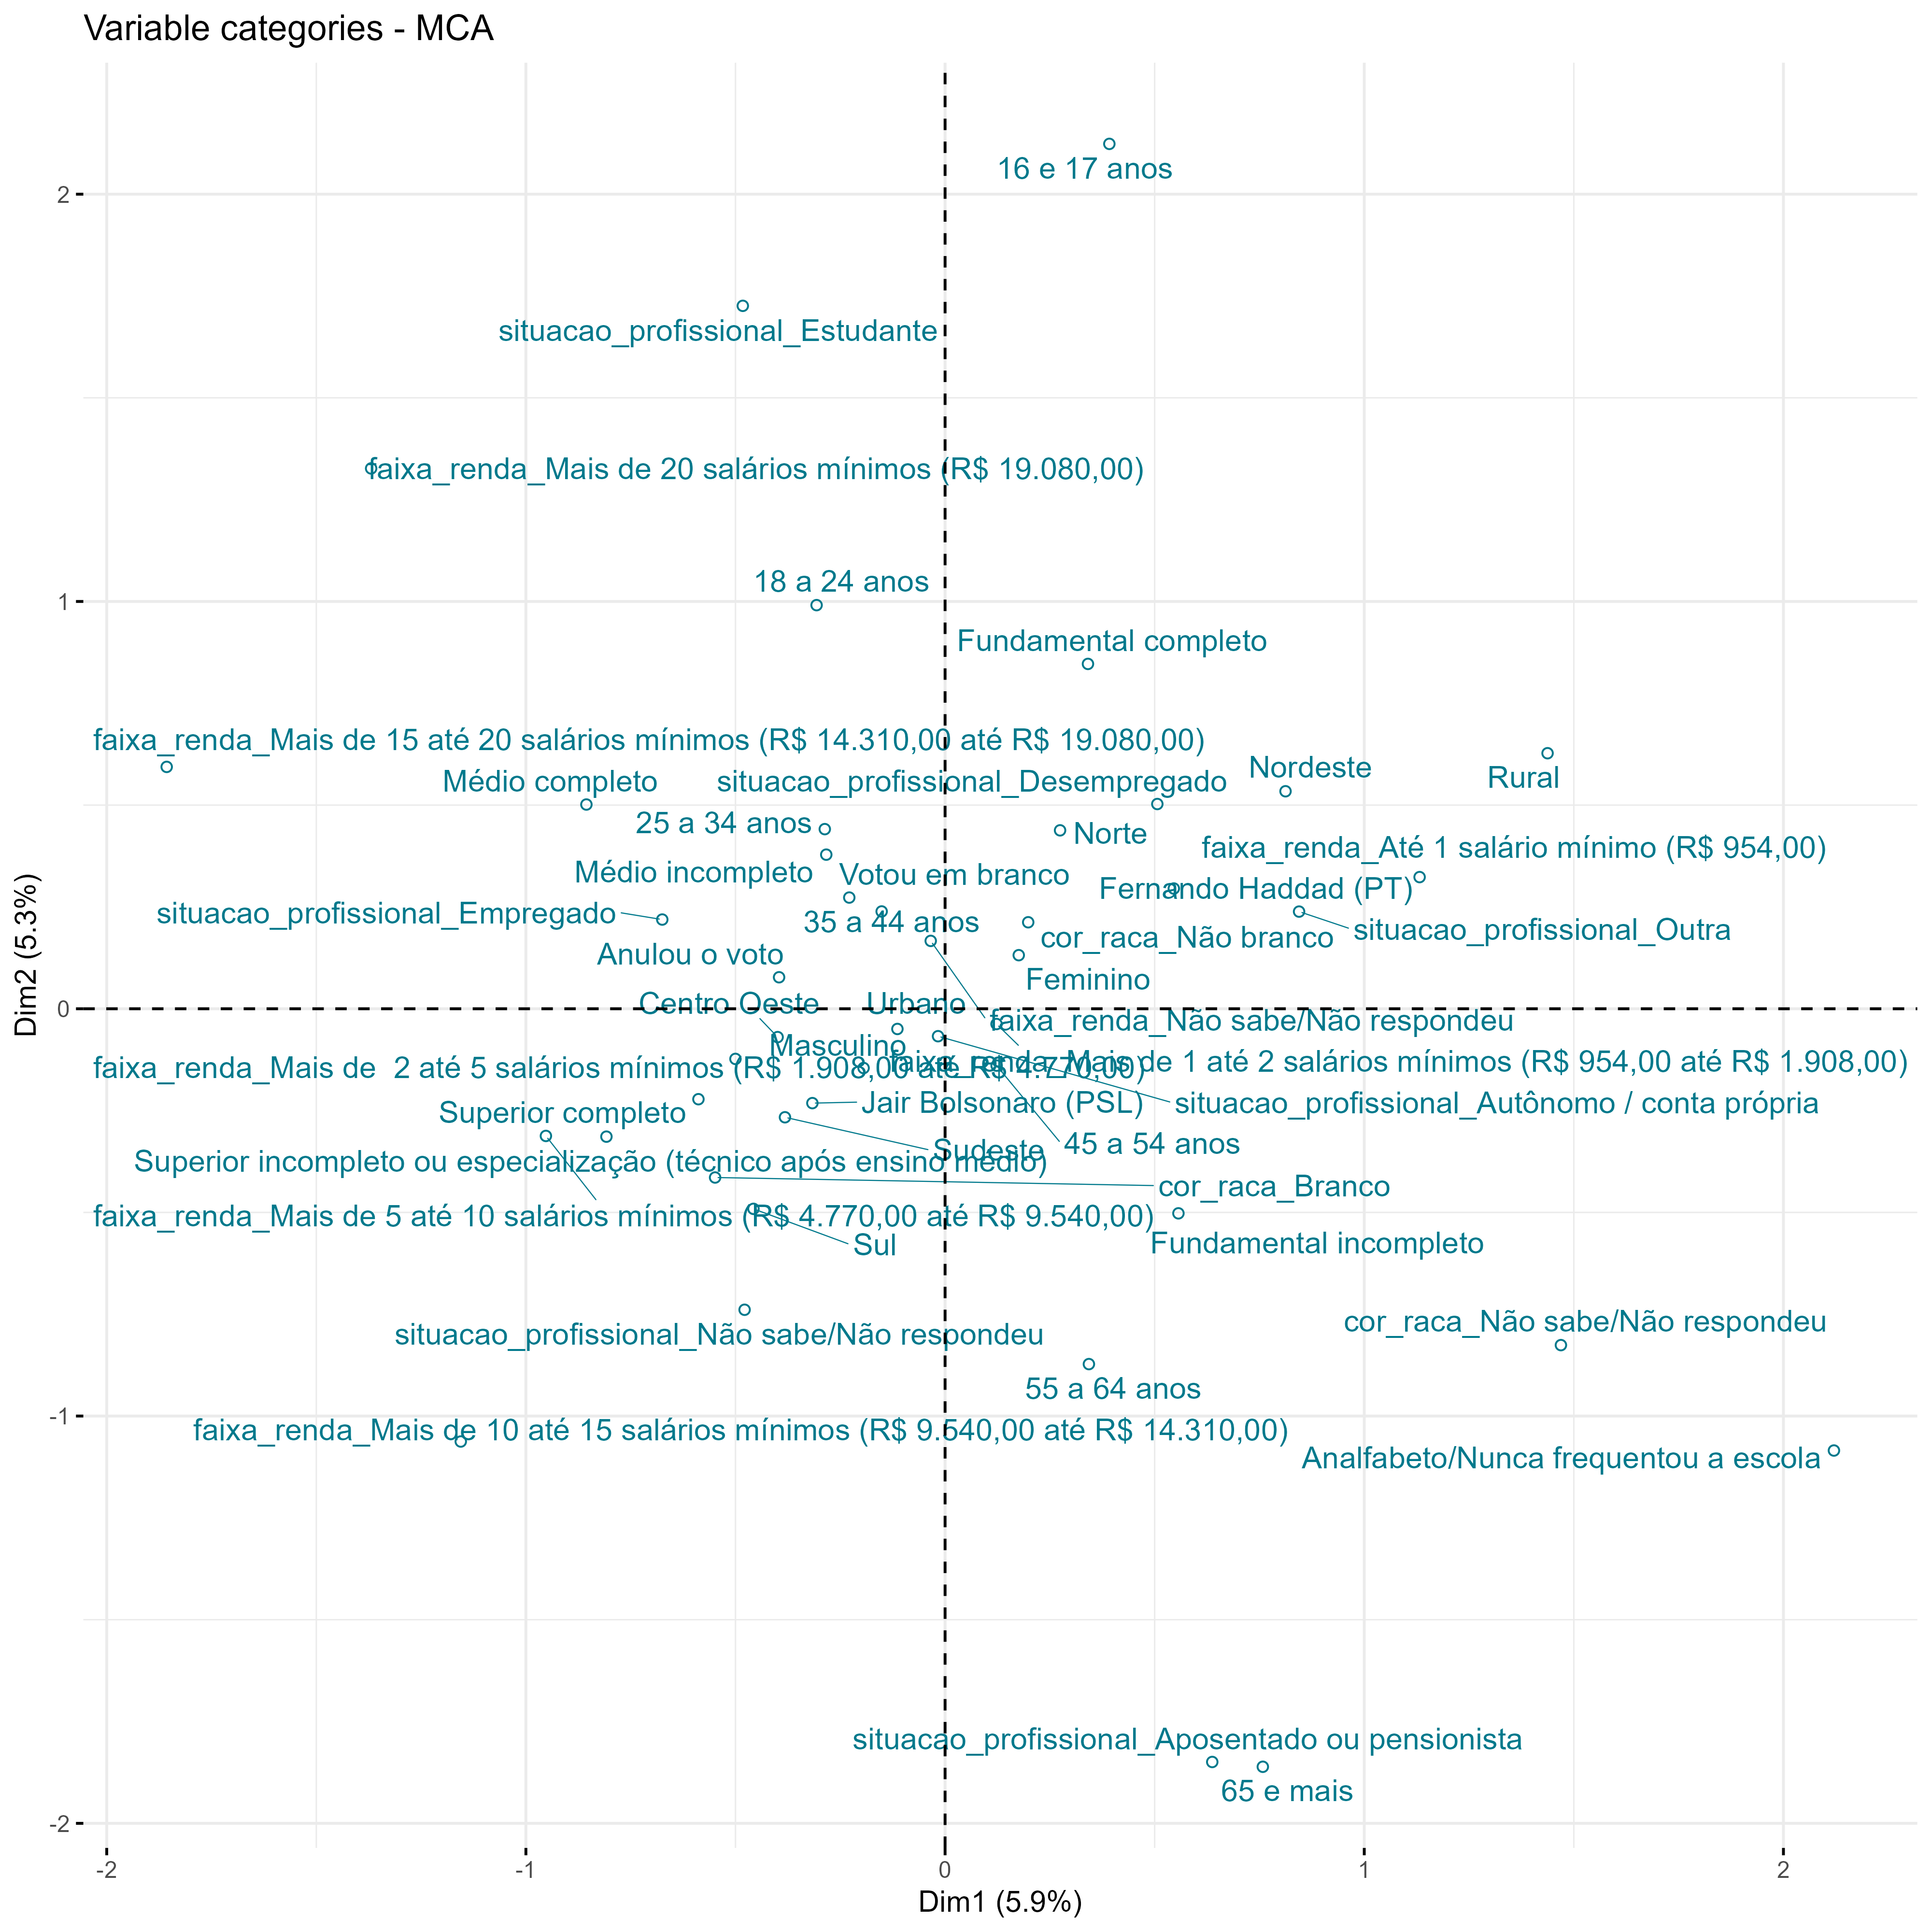 Variable categories - MCA
16 e 17 anos
2
situacao_profissional_Estudante
faixa_renda_Mais de 20 salários mínimos (R$ 19.080,00)
18 a 24 anos
1
Fundamental completo
faixa_renda_Mais de 15 até 20 salários mínimos (R$ 14.310,00 até R$ 19.080,00)
Nordeste
Rural
Médio completo
situacao_profissional_Desempregado
25 a 34 anos
Norte
faixa_renda_Até 1 salário mínimo (R$ 954,00)
Médio incompleto
Votou em branco
Fernando Haddad (PT)
situacao_profissional_Empregado
35 a 44 anos
situacao_profissional_Outra
cor_raca_Não branco
Anulou o voto
Feminino
Dim2 (5.3%)
0
Centro Oeste
Urbano
faixa_renda_Não sabe/Não respondeu
Masculino
faixa_renda_Mais de  2 até 5 salários mínimos (R$ 1.908,00 até R$ 4.770,00)
faixa_renda_Mais de 1 até 2 salários mínimos (R$ 954,00 até R$ 1.908,00)
Jair Bolsonaro (PSL)
situacao_profissional_Autônomo / conta própria
Superior completo
45 a 54 anos
Sudeste
Superior incompleto ou especialização (técnico após ensino médio)
cor_raca_Branco
faixa_renda_Mais de 5 até 10 salários mínimos (R$ 4.770,00 até R$ 9.540,00)
Sul
Fundamental incompleto
situacao_profissional_Não sabe/Não respondeu
cor_raca_Não sabe/Não respondeu
55 a 64 anos
-1
faixa_renda_Mais de 10 até 15 salários mínimos (R$ 9.540,00 até R$ 14.310,00)
Analfabeto/Nunca frequentou a escola
situacao_profissional_Aposentado ou pensionista
65 e mais
-2
-2 -1 0 1 2
Dim1 (5.9%)